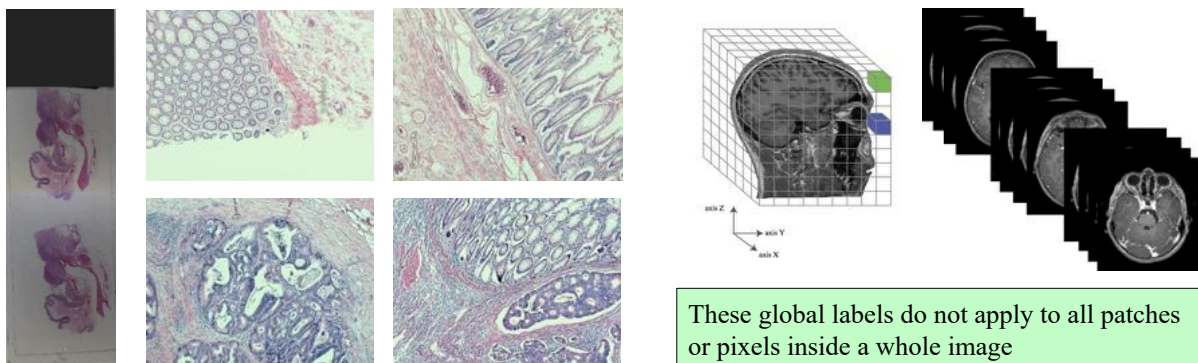 axis Z
axis Y
axis X
These global labels do not apply to all patches
or pixels inside a whole image